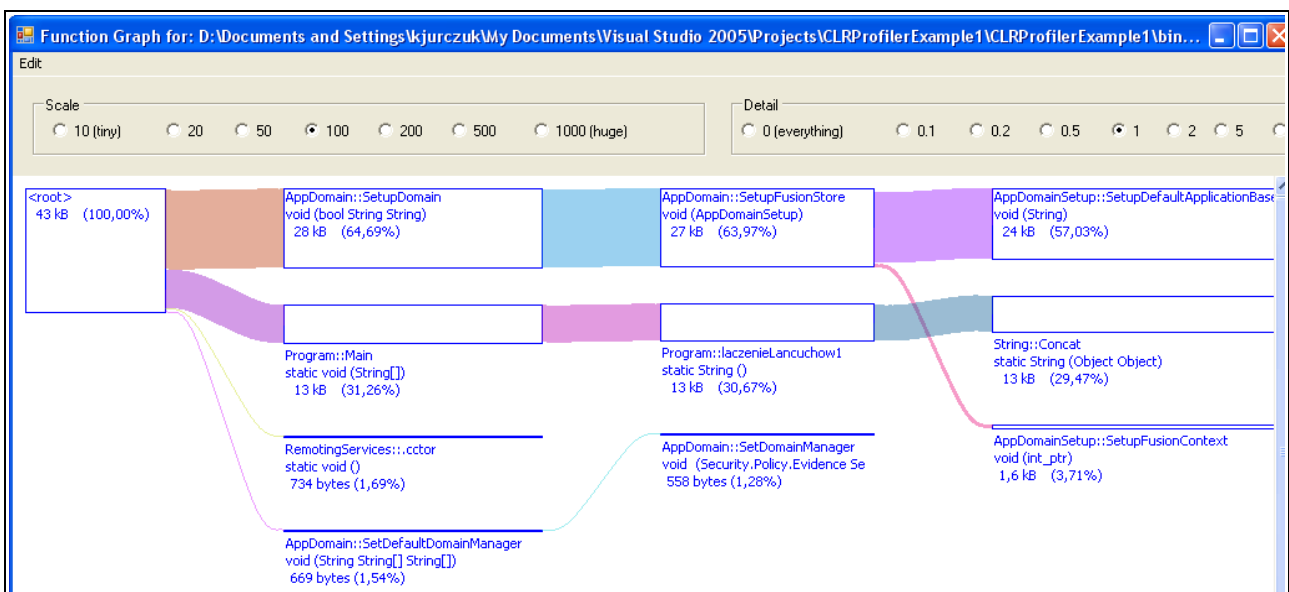 Function Graph for: D:\Documents and Settings\kjurczuk\My Documents\Visual Studio 2005\Projects\CLRProfilerExample1\CLRProfilerExample1\bin...
Edit
Scale
10 (tiny) 20 50 100 200 500 1000 (huge)
Detail
0 (everything) 0.1 0.2 0.5 1 2 5
<root>
43 kB (100,00%)
AppDomain::SetupDomain
void (bool String String)
28 kB (64,69%)
AppDomain::SetupFusionStore
void (AppDomainSetup)
27 kB (63,97%)
AppDomainSetup::SetupDefaultApplicationBase
void (String)
24 kB (57,03%)
Program::Main
static void (String[])
13 kB (31,26%)
Program::laczenieLancuchow1
static String ()
13 kB (30,67%)
String::Concat
static String (Object Object)
13 kB (29,47%)
RemotingServices::.cctor
static void ()
734 bytes (1,69%)
AppDomain::SetDomainManager
void (Security.Policy.Evidence Se
558 bytes (1,28%)
AppDomainSetup::SetupFusionContext
void (int_ptr)
1,6 kB (3,71%)
AppDomain::SetDefaultDomainManager
void (String String[] String[])
669 bytes (1,54%)